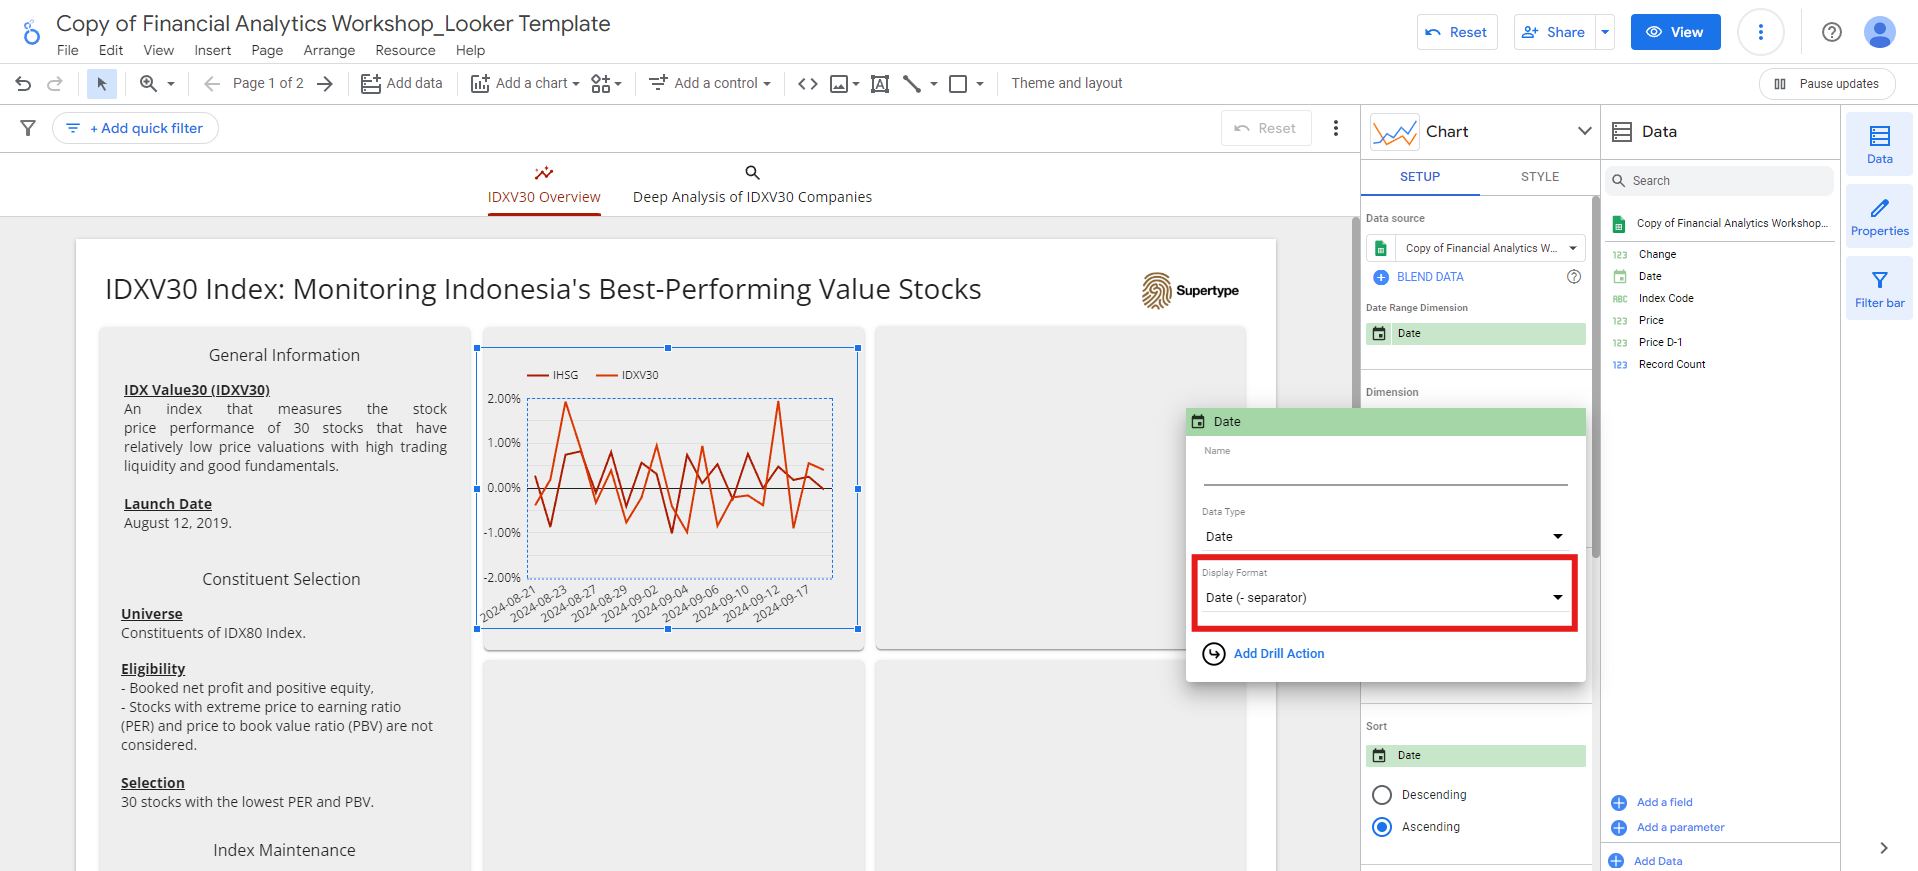 Copy of Financial Analytics Workshop_Looker Template
File Edit View Insert Page Arrange Resource Help
Reset
Share
View
Page 1 of 2
Add data
Add a chart
Add a control
Theme and layout
Pause updates
+ Add quick filter
Reset
IDXV30 Overview
Deep Analysis of IDXV30 Companies
IDXV30 Index: Monitoring Indonesia's Best-Performing Value Stocks
Supertype
General Information
IDX Value30 (IDXV30)
An index that measures the stock
price performance of 30 stocks that have
relatively low price valuations with high trading
liquidity and good fundamentals.
Launch Date
August 12, 2019.
Constituent Selection
Universe
Constituents of IDX80 Index.
Eligibility
- Booked net profit and positive equity,
- Stocks with extreme price to earning ratio
(PER) and price to book value ratio (PBV) are not
considered.
Selection
30 stocks with the lowest PER and PBV.
Index Maintenance
IHSG
IDXV30
2.00%
1.00%
0.00%
-1.00%
-2.00%
2024-08-21
2024-08-23
2024-08-27
2024-08-29
2024-09-02
2024-09-04
2024-09-06
2024-09-10
2024-09-12
2024-09-17
Chart
SETUP
STYLE
Data source
Copy of Financial Analytics W...
BLEND DATA
Date Range Dimension
Date
Dimension
Date
Name
Data Type
Date
Display Format
Date (- separator)
Add Drill Action
Sort
Date
Descending
Ascending
Data
Search
Copy of Financial Analytics Workshop...
123 Change
Date
ABC Index Code
123 Price
123 Price D-1
123 Record Count
Add a field
Add a parameter
Add Data
Data
Properties
Filter bar